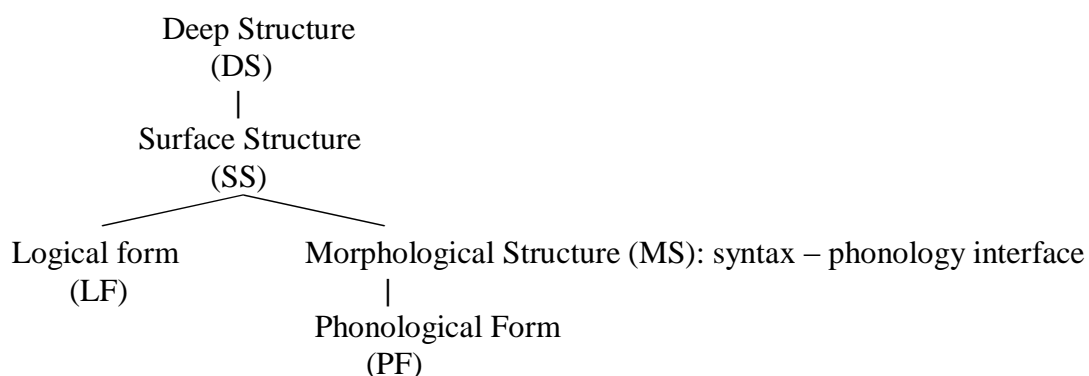 Deep Structure
(DS)
Surface Structure
(SS)
Logical form Morphological Structure (MS): syntax – phonology interface
(LF)
Phonological Form
(PF)